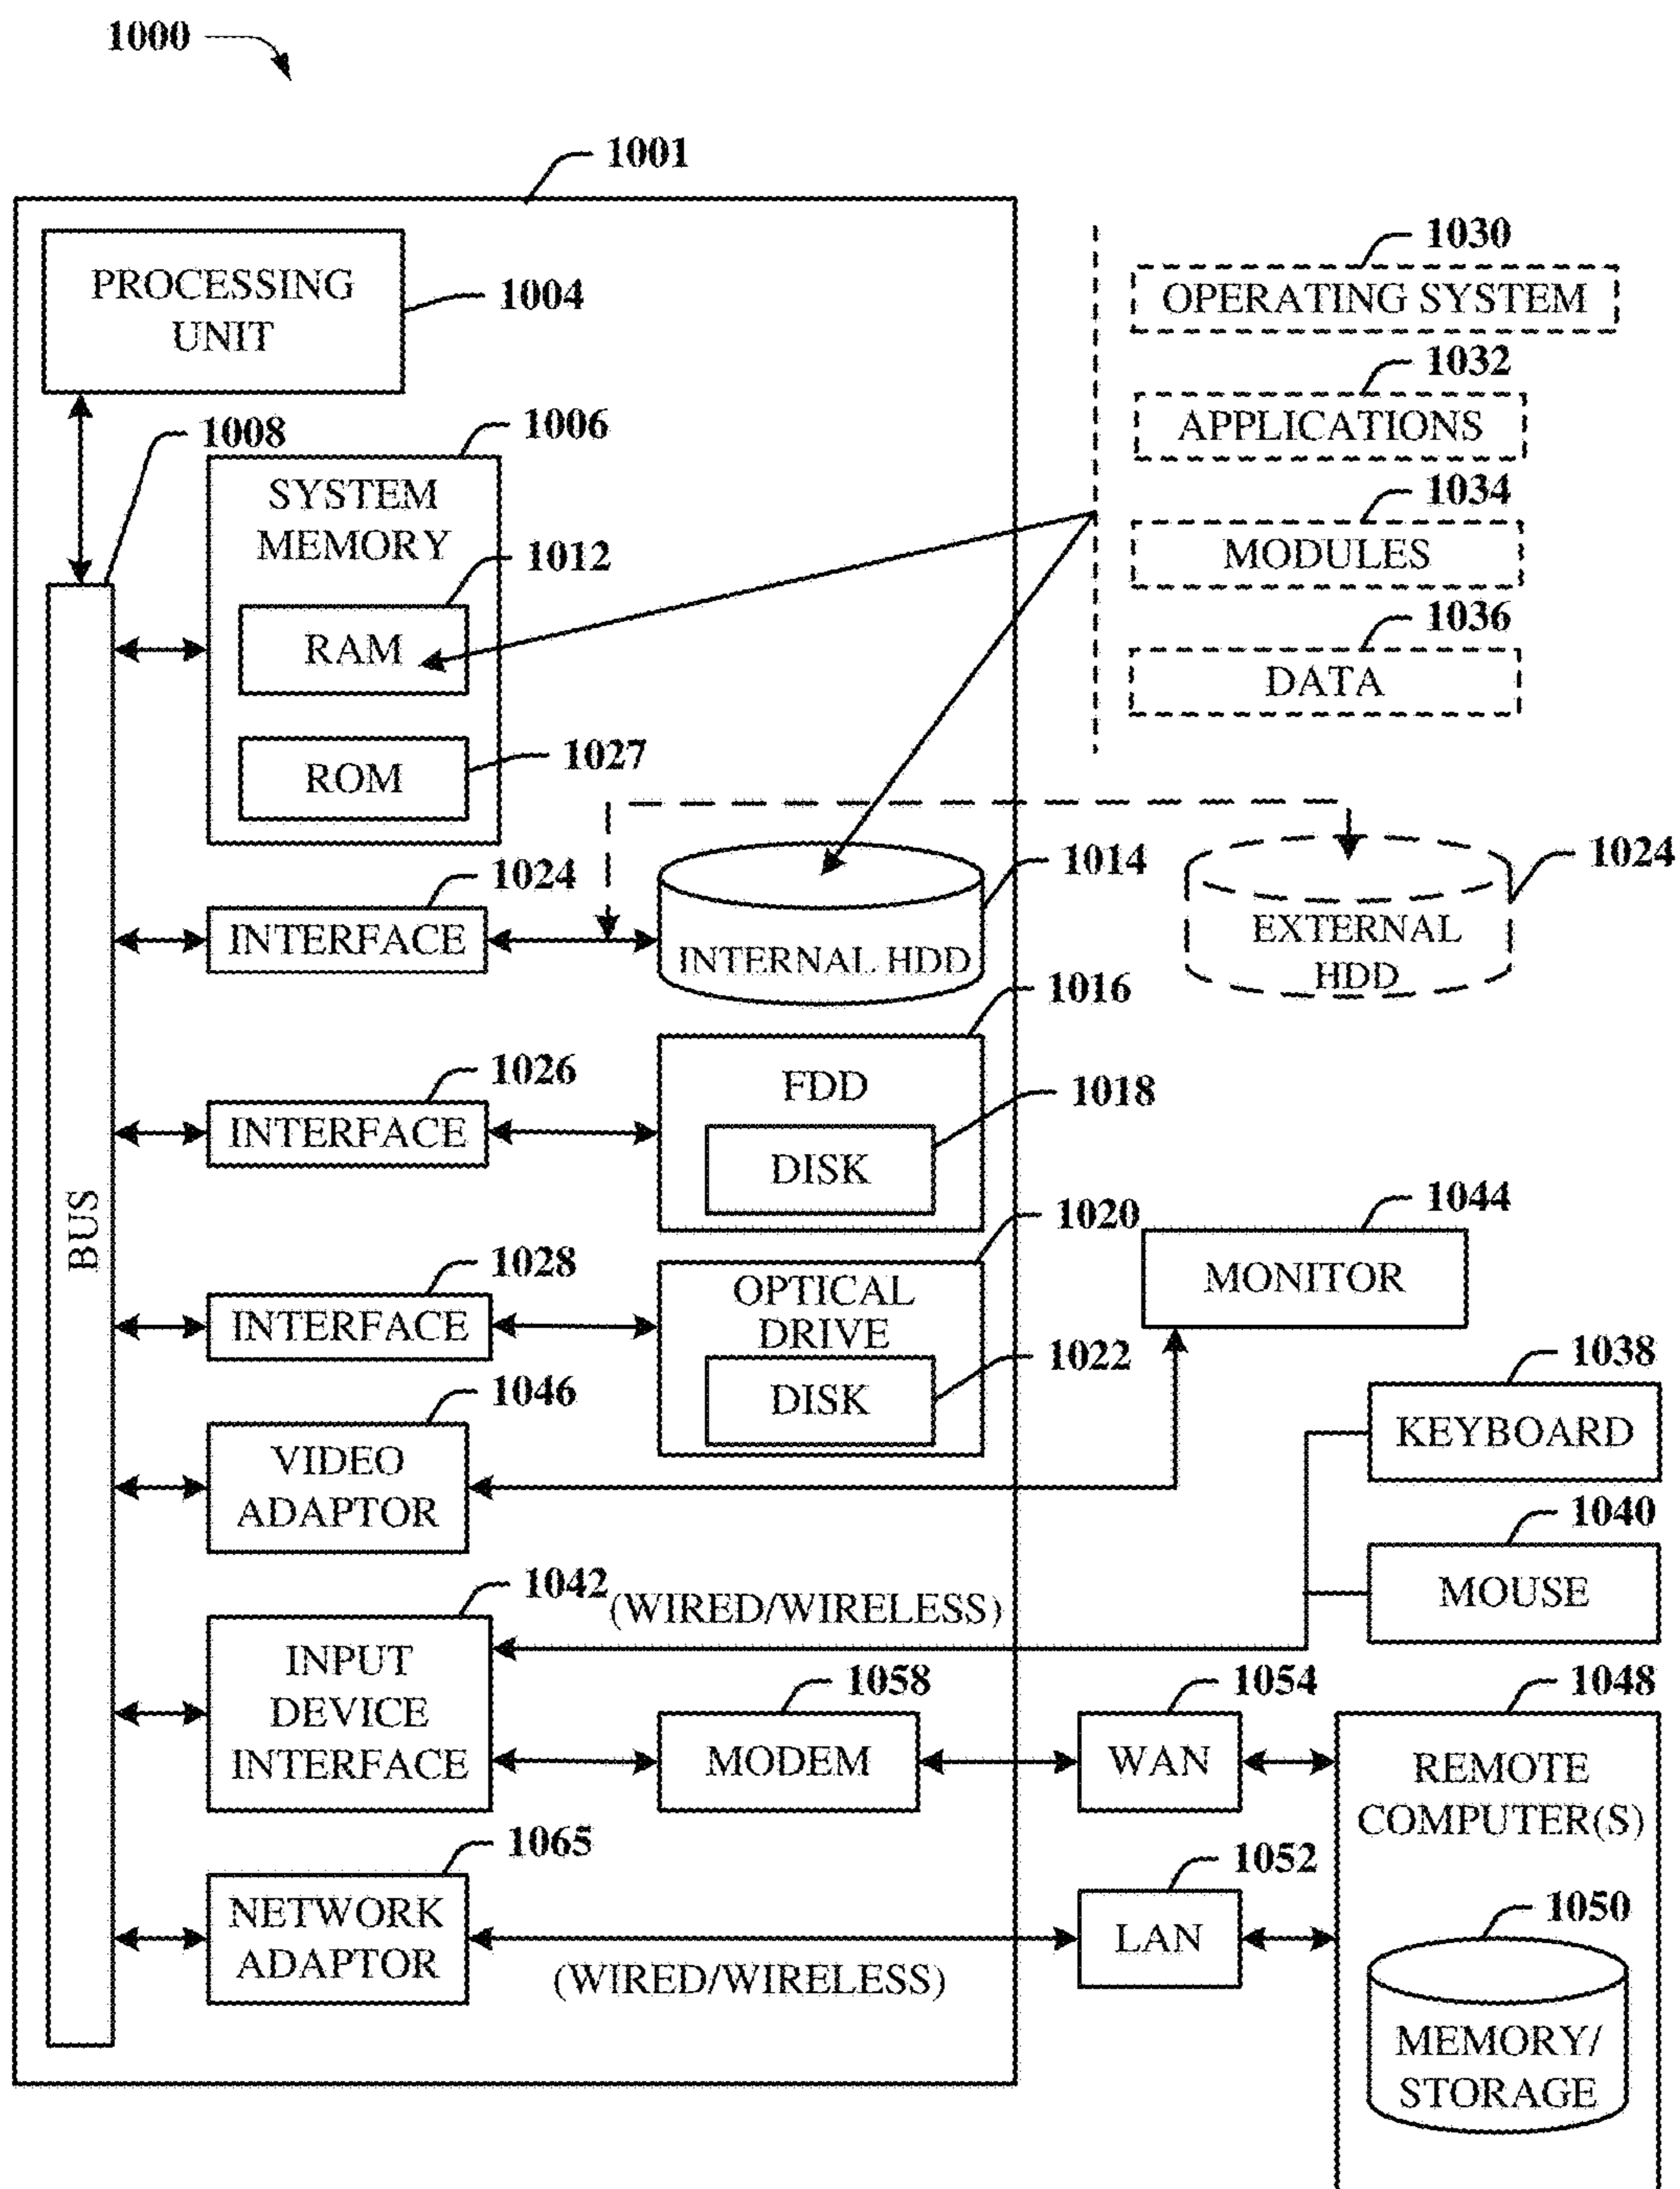 1000
1001
PROCESSING
UNIT
1004
1030
OPERATING SYSTEM
1032
APPLICATIONS
1034
MODULES
1036
DATA
1008
1006
SYSTEM
MEMORY
1012
RAM
1027
ROM
BUS
1024
INTERFACE
1014
INTERNAL HDD
1024
EXTERNAL
HDD
1026
INTERFACE
1016
FDD
1018
DISK
1028
INTERFACE
1020
OPTICAL
DRIVE
1022
DISK
1044
MONITOR
1046
VIDEO
ADAPTOR
1038
KEYBOARD
1040
MOUSE
1042
(WIRED/WIRELESS)
INPUT
DEVICE
INTERFACE
1058
MODEM
1054
WAN
1048
REMOTE
COMPUTER(S)
1065
NETWORK
ADAPTOR
(WIRED/WIRELESS)
1052
LAN
1050
MEMORY/
STORAGE